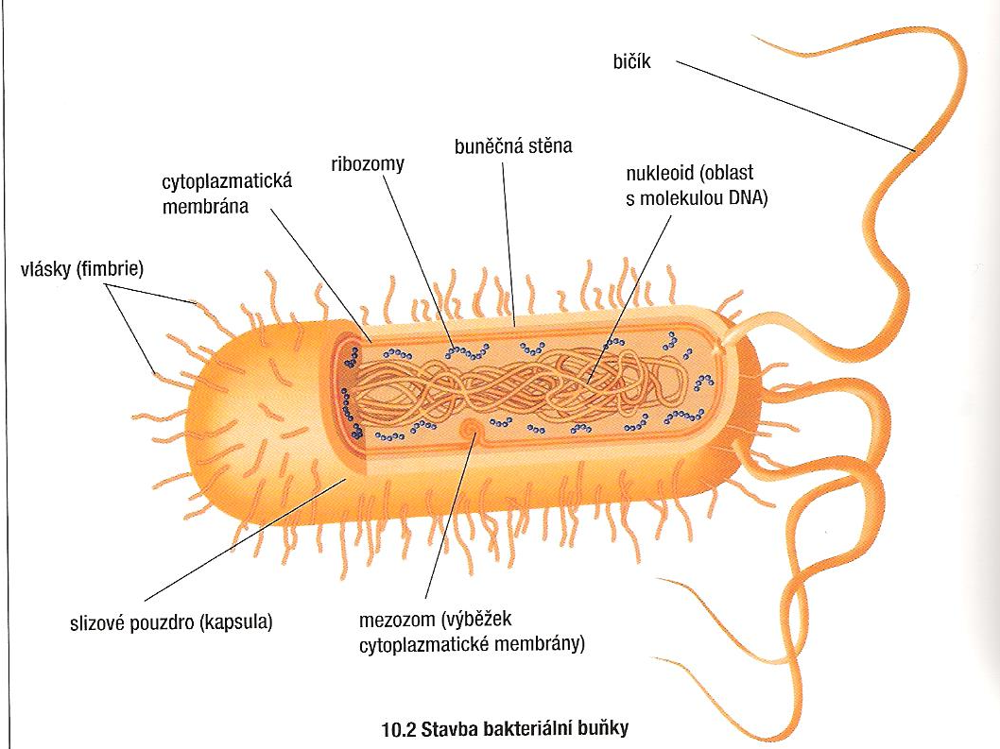 bičík
buněčná stěna
ribozomy
nukleoid (oblast
s molekulou DNA)
cytoplazmatická
membrána
vlásky (fimbrie)
slizové pouzdro (kapsula)
mezozom (výběžek
cytoplazmatické membrány)
10.2 Stavba bakteriální buňky